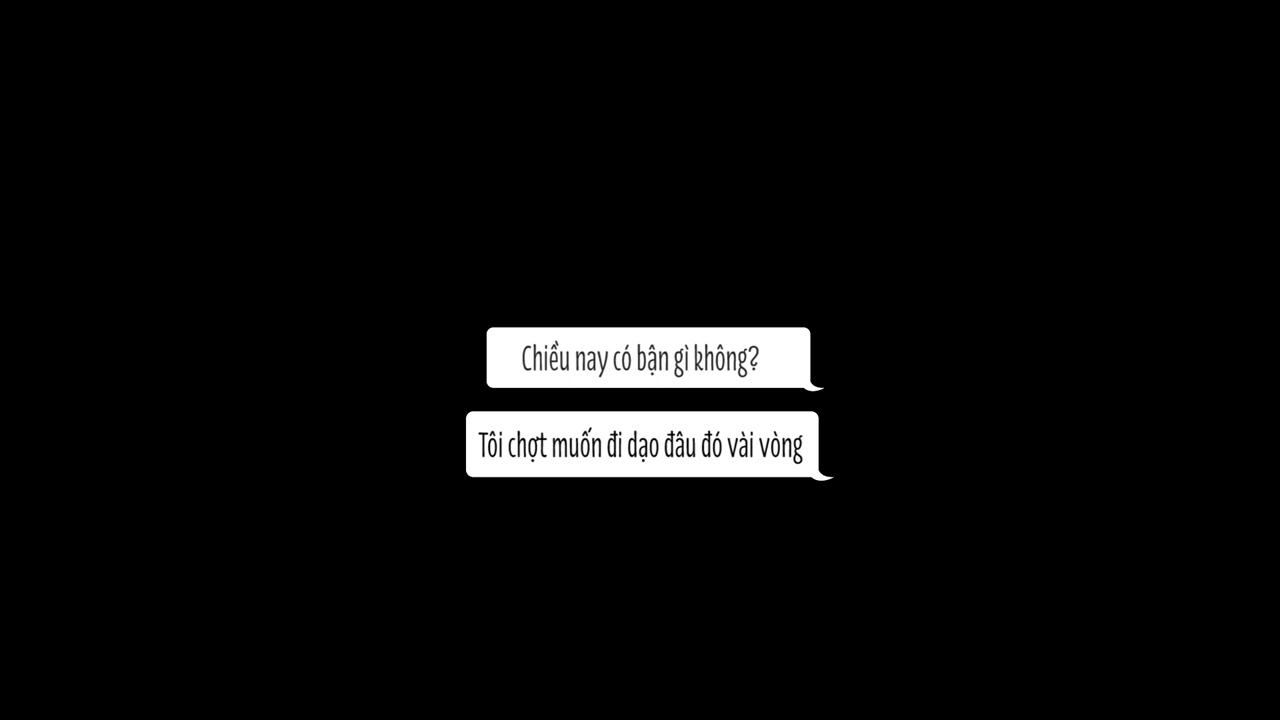 Chiều nay có bận gì không?
Tôi chợt muốn đi dạo đâu đó vài vòng